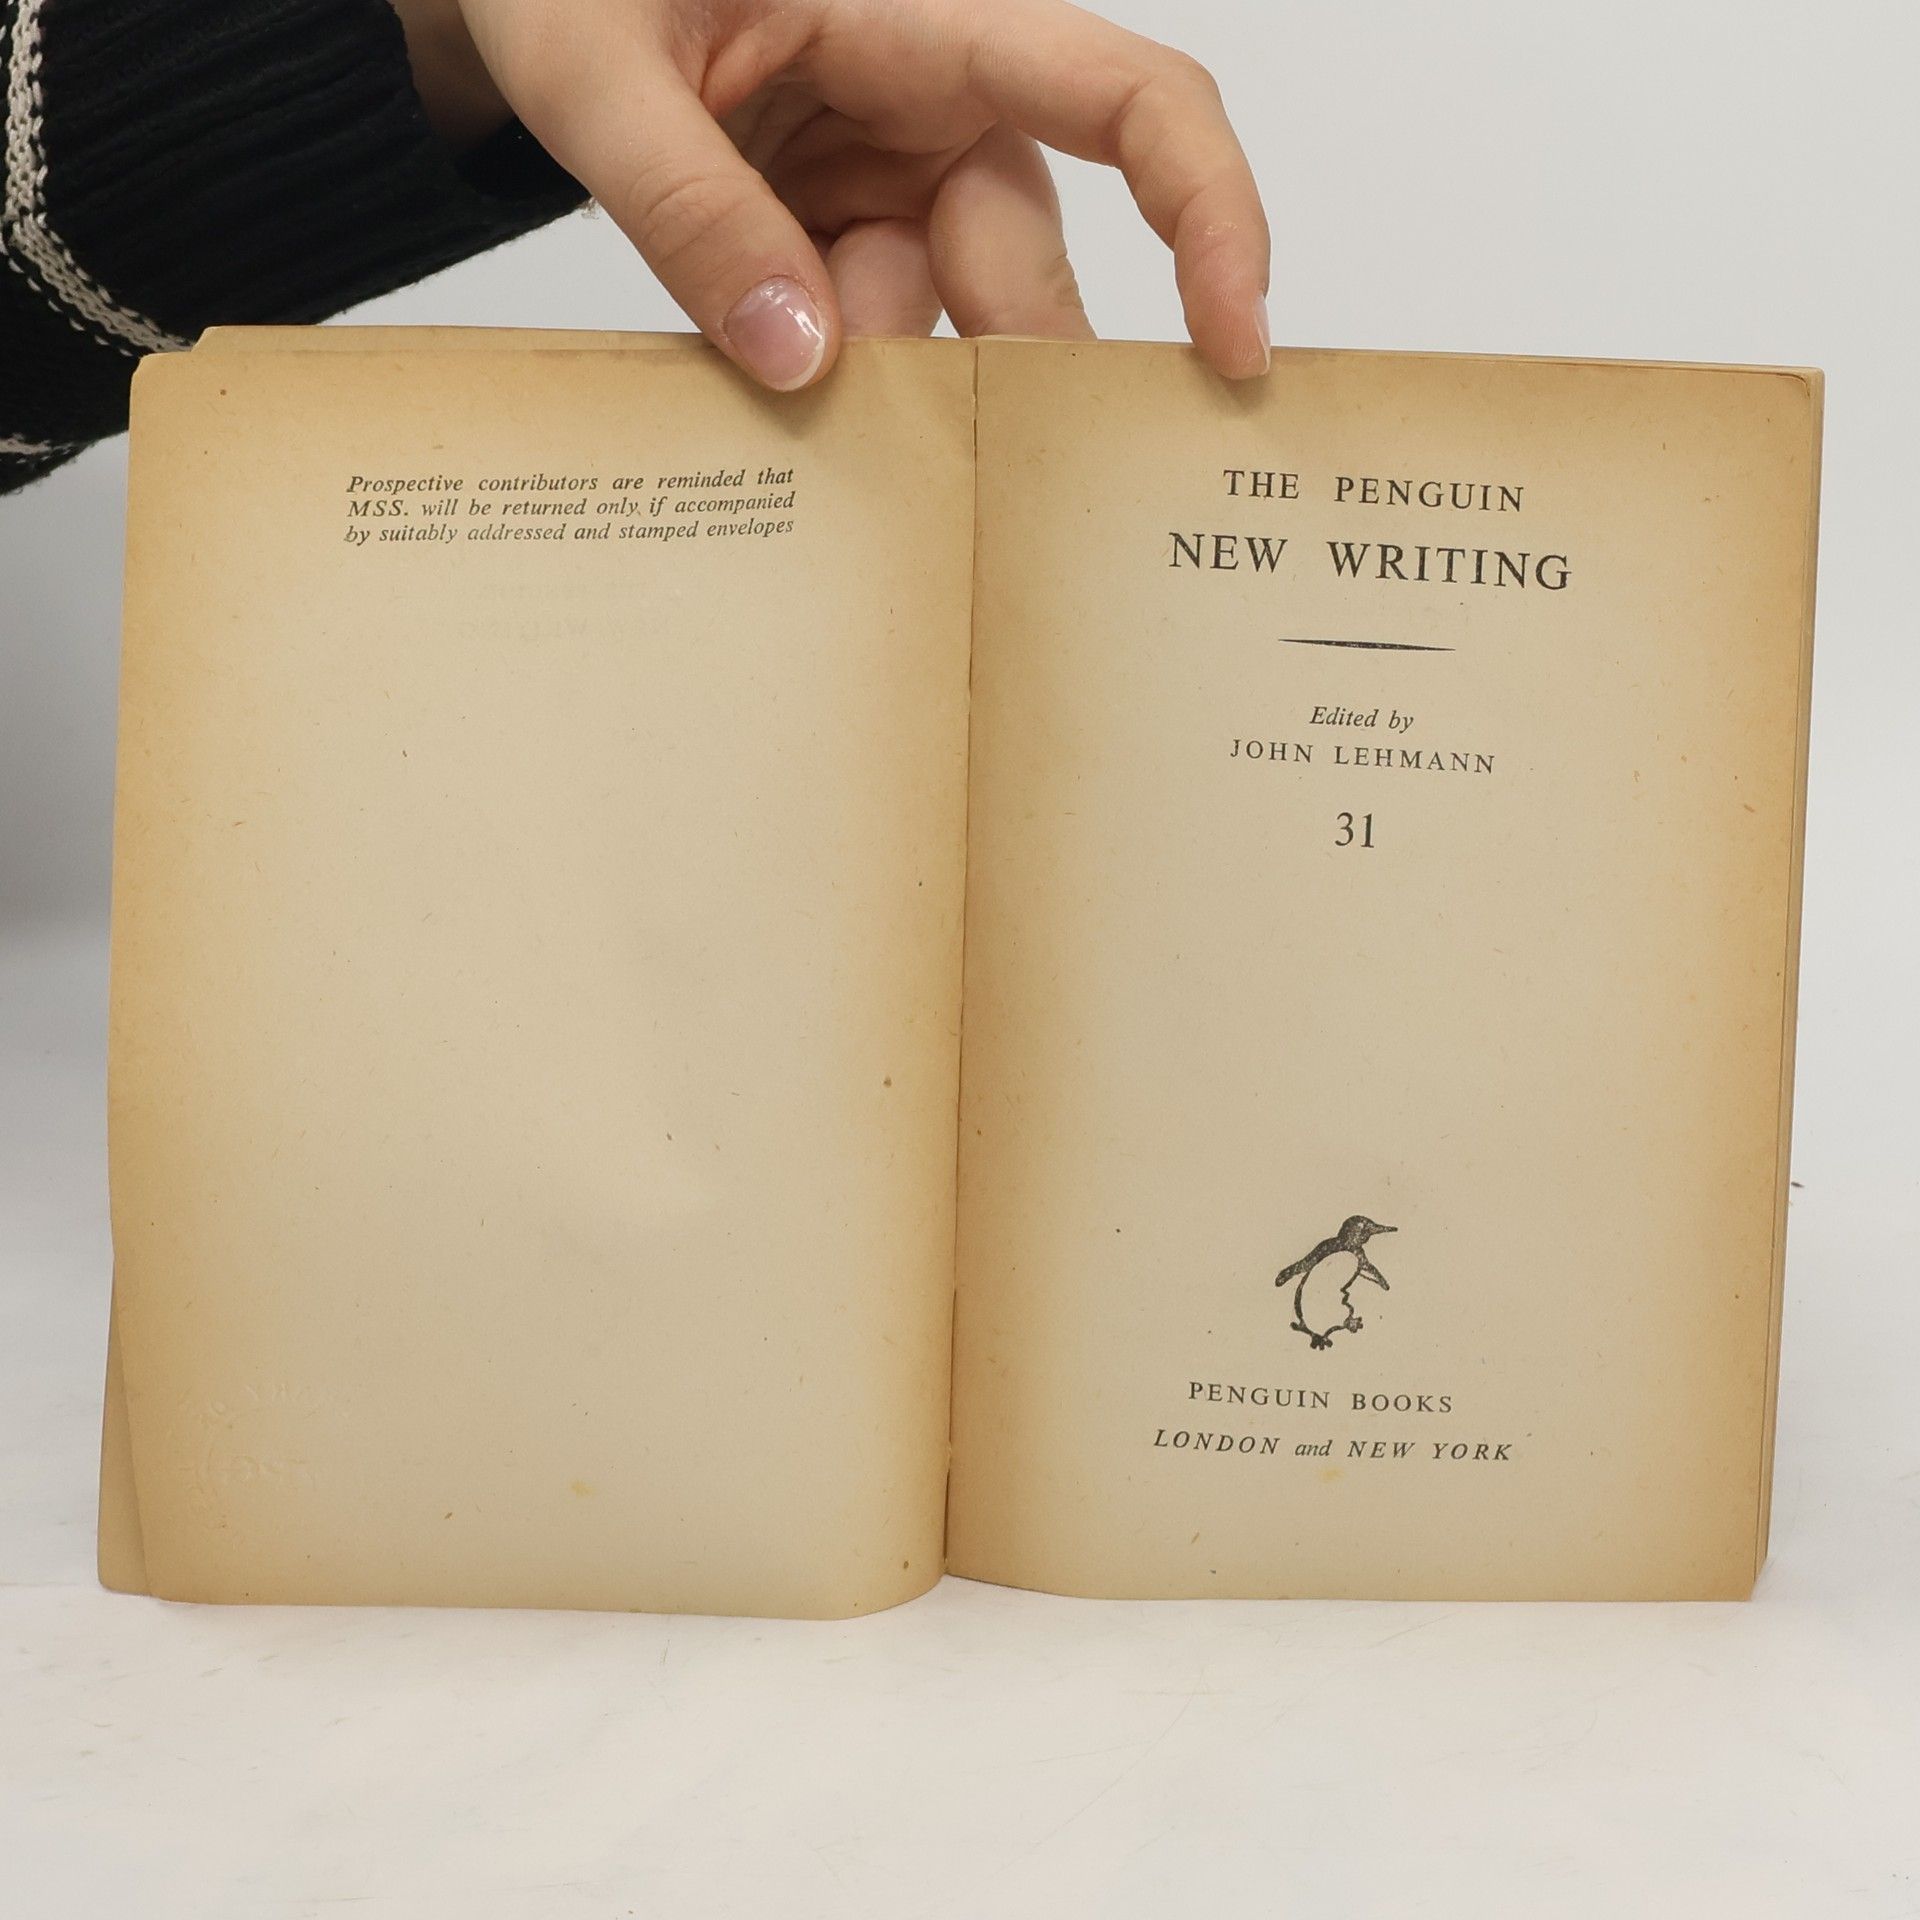 Prospective contributors are reminded that
MSS. will be returned only if accompanied
by suitably addressed and stamped envelopes
THE PENGUIN
NEW WRITING
Edited by
JOHN LEHMANN
31
PENGUIN BOOKS
LONDON and NEW YORK